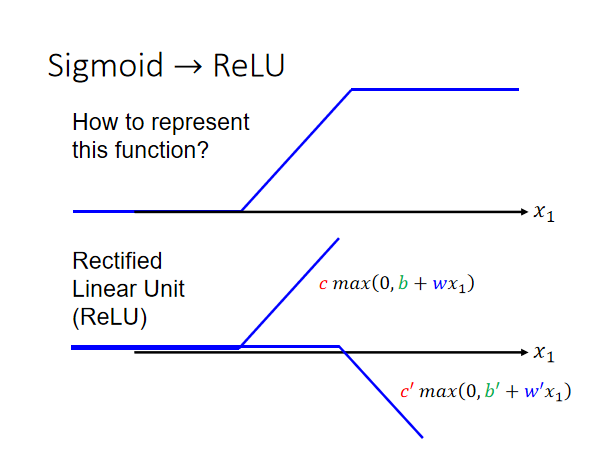 Sigmoid → ReLU
How to represent
this function?
x₁
Rectified
Linear Unit
(ReLU)
c max(0, b + wx₁)
x₁
c′ max(0, b′ + w′x₁)